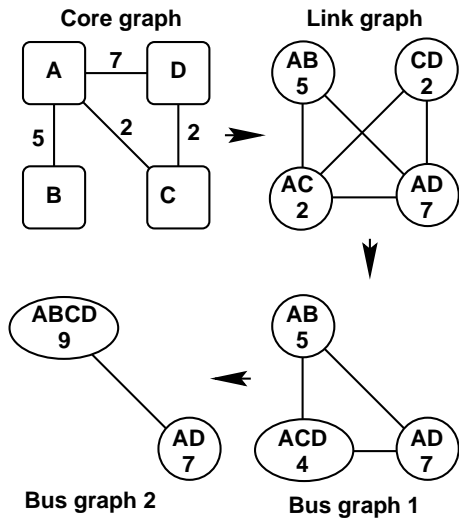 Core graph
A
7
D
5
2
2
B
C
Link graph
AB
5
CD
2
AC
2
AD
7
ABCD
9
AD
7
Bus graph 2
AB
5
ACD
4
AD
7
Bus graph 1